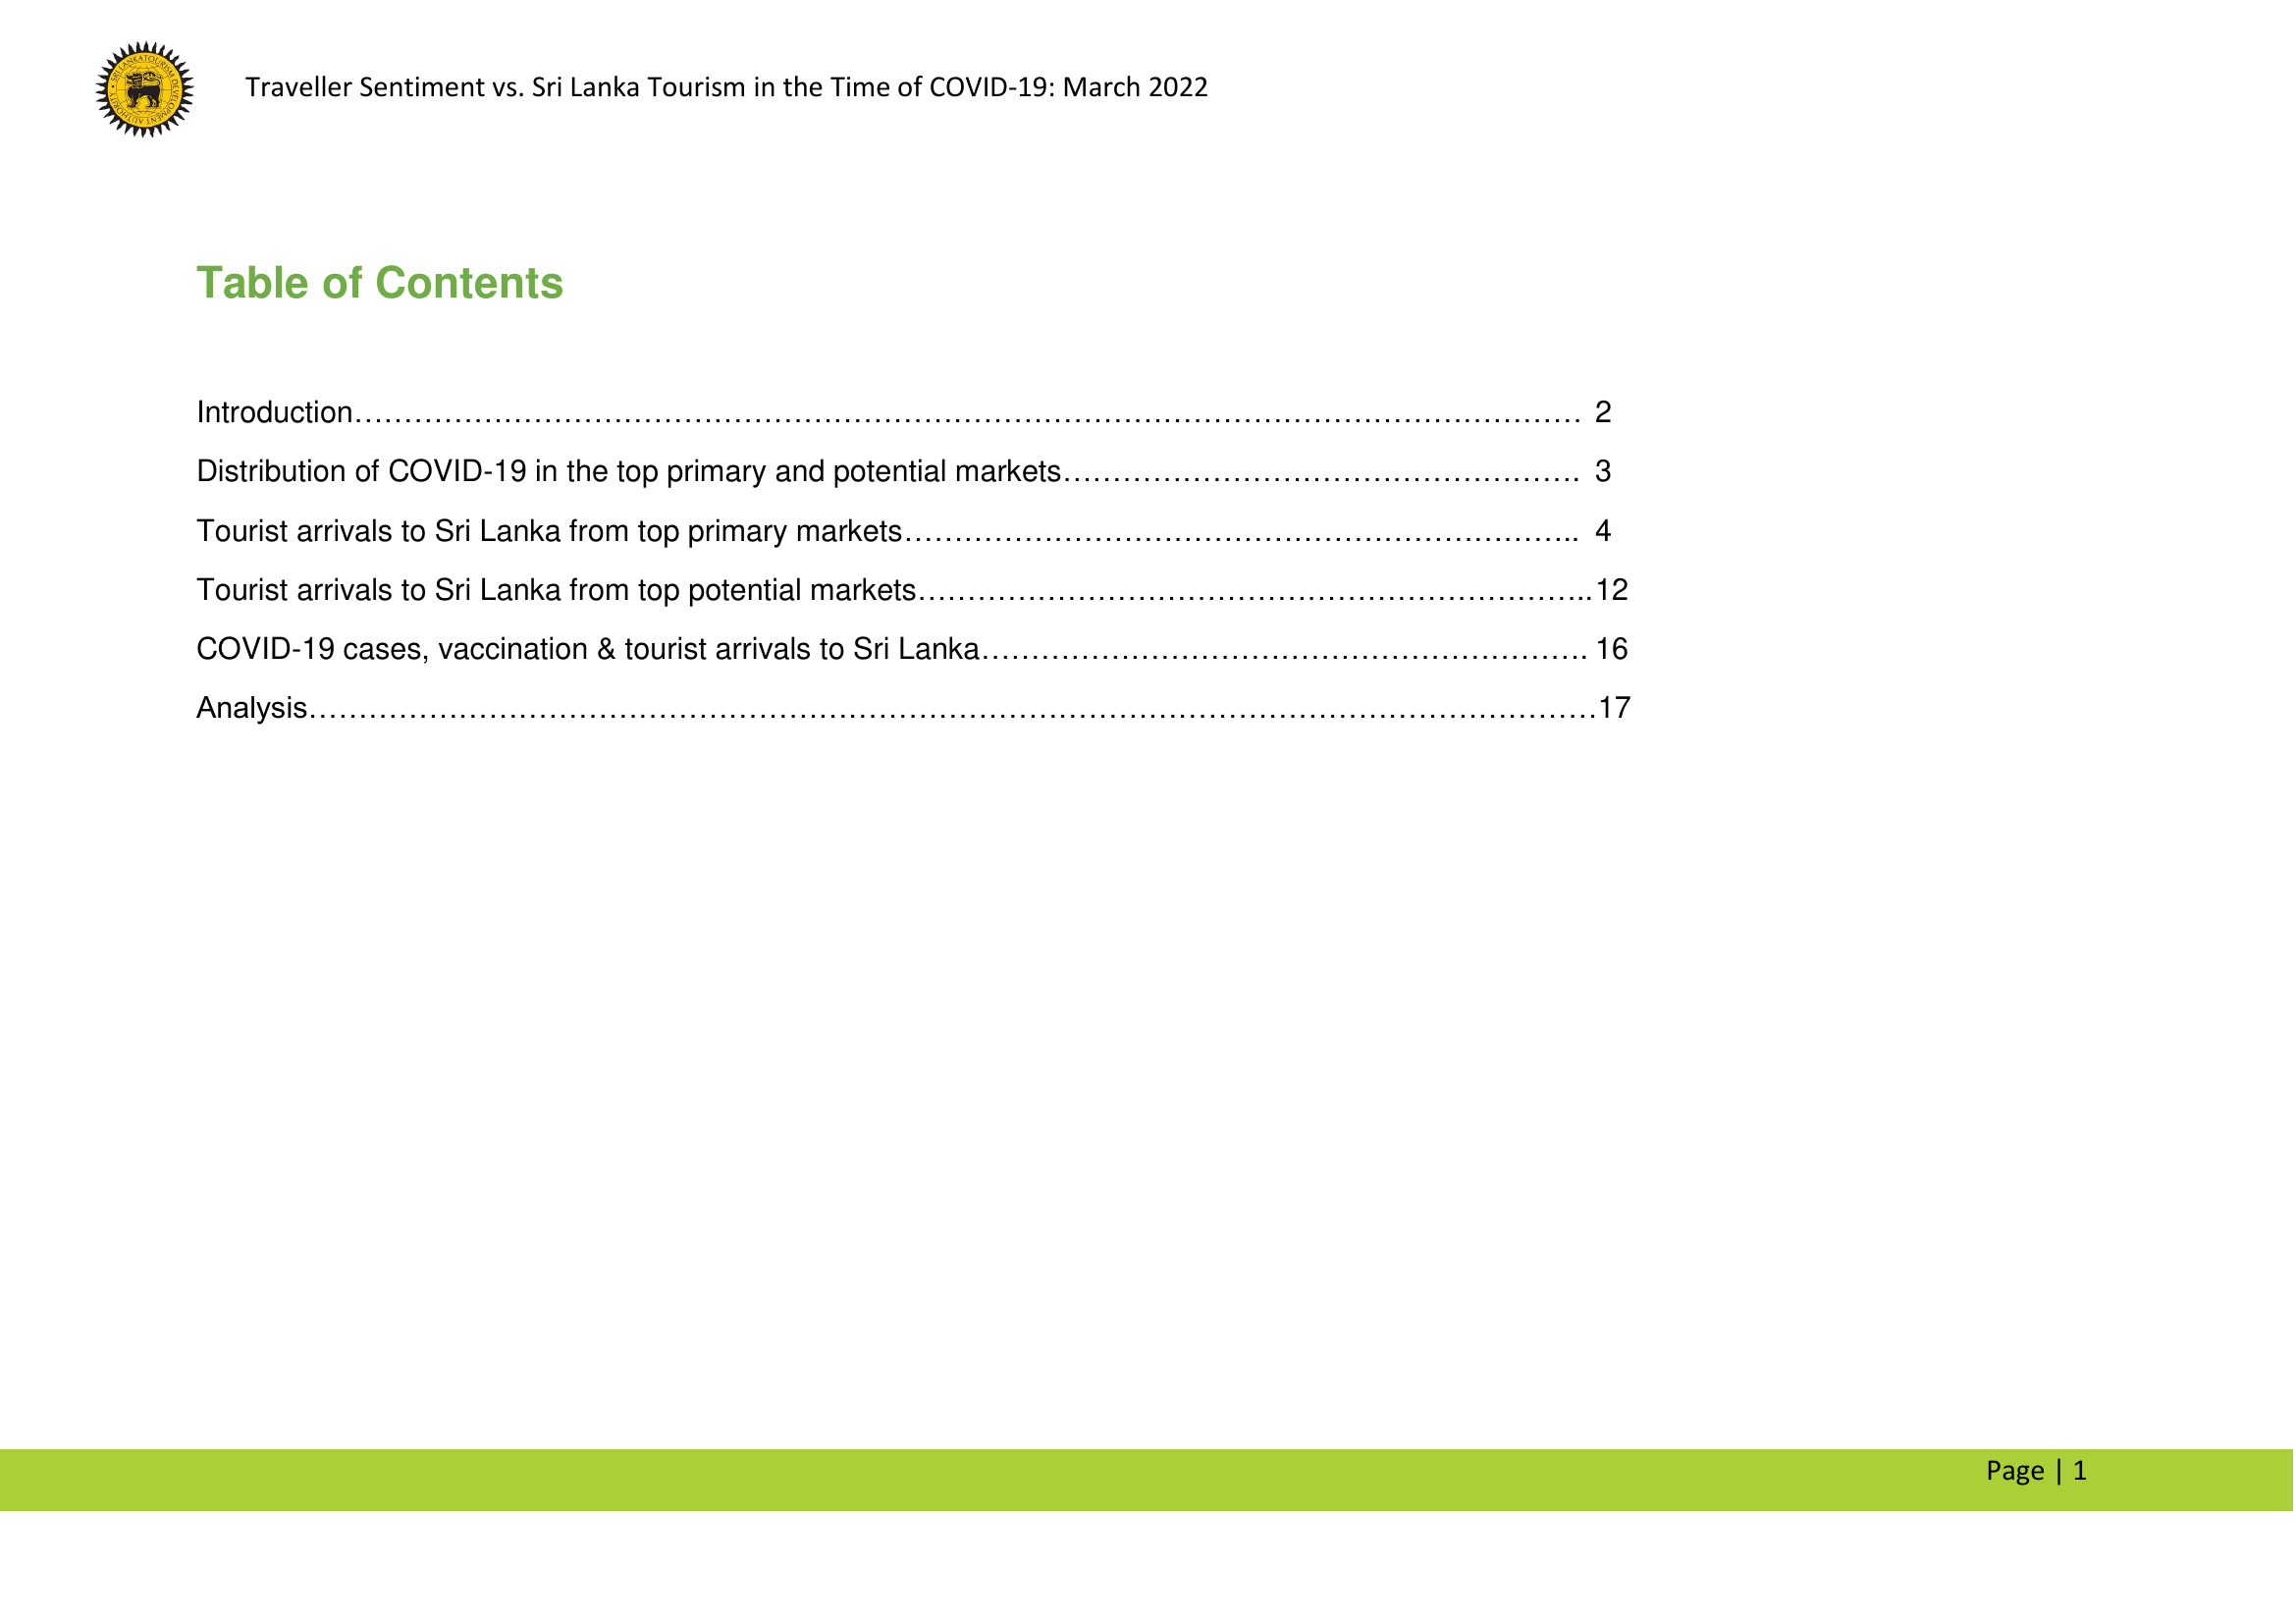 SRI LANKA TOURISM DEVELOPMENT AUTHORITY
Traveller Sentiment vs. Sri Lanka Tourism in the Time of COVID-19: March 2022
Table of Contents
Introduction………………………………………………………………………………………………………… 2
Distribution of COVID-19 in the top primary and potential markets……………………………………………. 3
Tourist arrivals to Sri Lanka from top primary markets………………………………………………………….. 4
Tourist arrivals to Sri Lanka from top potential markets…………………………………………………………..12
COVID-19 cases, vaccination & tourist arrivals to Sri Lanka……………………………………………………. 16
Analysis…………………………………………………………………………………………………………………17
Page | 1